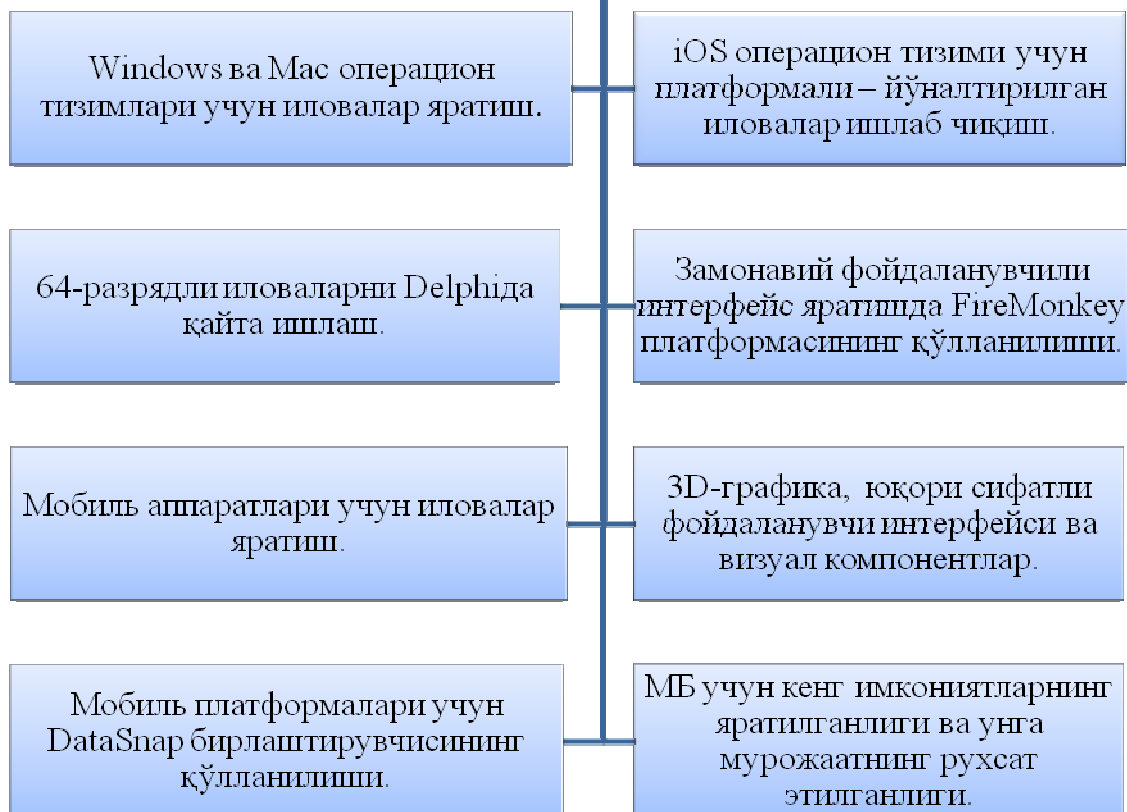 Windows ва Mac операцион
тизимлари учун иловалар яратиш.
iOS операцион тизими учун
платформали – йўналтирилган
иловалар ишлаб чиқиш.
64-разрядли иловаларни Delphiда
қайта ишлаш.
Замонавий фойдаланувчили
интерфейс яратишда FireMonkey
платформасининг қўлланилиши.
Мобиль аппаратлари учун иловалар
яратиш.
3D-графика, юқори сифатли
фойдаланувчи интерфейси ва
визуал компонентлар.
Мобиль платформалари учун
DataSnap бирлаштирувчисининг
қўлланилиши.
МБ учун кенг имкониятларнинг
яратилганлиги ва унга
мурожаатнинг рухсат
этилганлиги.